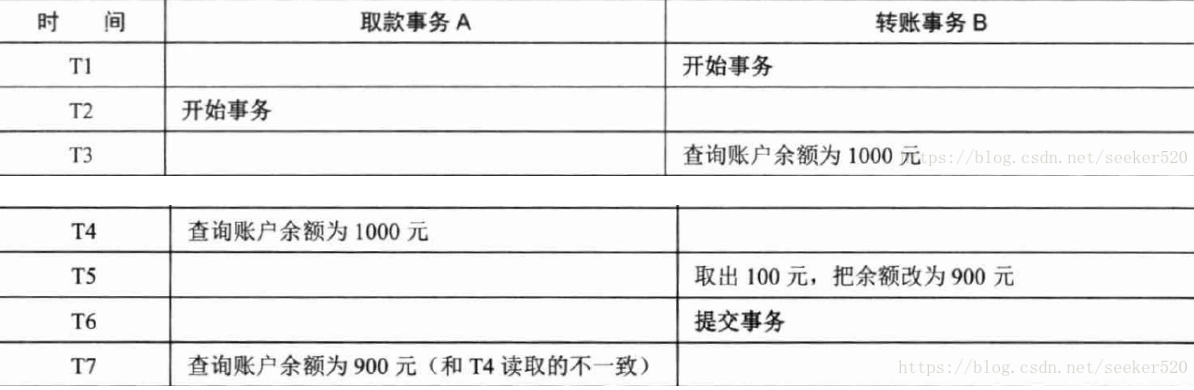 时 间 取款事务 A 转账事务 B
T1 开始事务
T2 开始事务
T3 查询账户余额为 1000 元
https://blog.csdn.net/seeker520
T4 查询账户余额为 1000 元
T5 取出 100 元，把余额改为 900 元
T6 提交事务
T7 查询账户余额为 900 元（和 T4 读取的不一致）
https://blog.csdn.net/seeker520